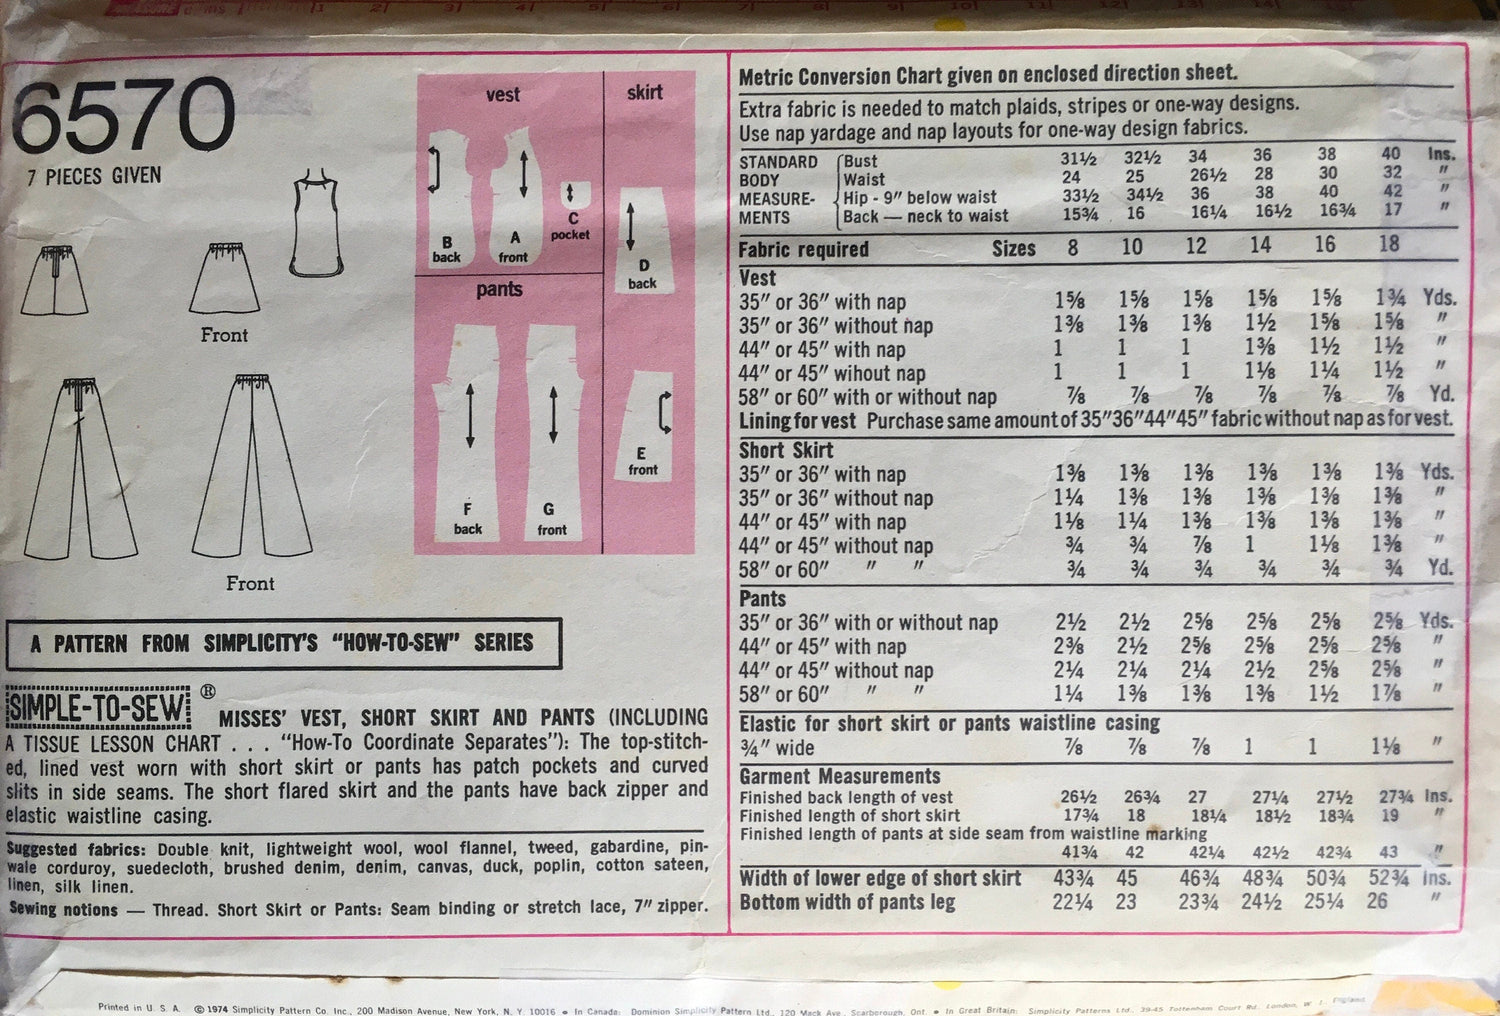 6570
7 PIECES GIVEN
Front
Front
vest
skirt
B
back
A
front
C
pocket
D
back
pants
E
front
F
back
G
front
A PATTERN FROM SIMPLICITY'S "HOW-TO-SEW" SERIES
SIMPLE-TO-SEW ®
MISSES' VEST, SHORT SKIRT AND PANTS (INCLUDING
A TISSUE LESSON CHART . . . "How-To Coordinate Separates"): The top-stitch-
ed, lined vest worn with short skirt or pants has patch pockets and curved
slits in side seams. The short flared skirt and the pants have back zipper and
elastic waistline casing.
Suggested fabrics: Double knit, lightweight wool, wool flannel, tweed, gabardine, pin-
wale corduroy, suedecloth, brushed denim, denim, canvas, duck, poplin, cotton sateen,
linen, silk linen.
Sewing notions — Thread. Short Skirt or Pants: Seam binding or stretch lace, 7" zipper.
Metric Conversion Chart given on enclosed direction sheet.
Extra fabric is needed to match plaids, stripes or one-way designs.
Use nap yardage and nap layouts for one-way design fabrics.
STANDARD Bust 31½ 32½ 34 36 38 40 Ins.
BODY Waist 24 25 26½ 28 30 32 "
MEASURE- Hip - 9" below waist 33½ 34½ 36 38 40 42 "
MENTS Back — neck to waist 15¾ 16 16¼ 16½ 16¾ 17 "
Fabric required Sizes 8 10 12 14 16 18
Vest
35" or 36" with nap 1⅝ 1⅝ 1⅝ 1⅝ 1⅝ 1¾ Yds.
35" or 36" without nap 1⅜ 1⅜ 1⅜ 1½ 1⅝ 1⅝ "
44" or 45" with nap 1 1 1 1⅜ 1½ 1½ "
44" or 45" wihout nap 1 1 1 1⅛ 1¼ 1½ "
58" or 60" with or without nap ⅞ ⅞ ⅞ ⅞ ⅞ ⅞ Yd.
Lining for vest Purchase same amount of 35"36"44"45" fabric without nap as for vest.
Short Skirt
35" or 36" with nap 1⅜ 1⅜ 1⅜ 1⅜ 1⅜ 1⅜ Yds.
35" or 36" without nap 1¼ 1⅜ 1⅜ 1⅜ 1⅜ 1⅜ "
44" or 45" with nap 1⅛ 1¼ 1⅜ 1⅜ 1⅜ 1⅜ "
44" or 45" without nap ¾ ¾ ⅞ 1 1⅛ 1⅜ "
58" or 60" " " ¾ ¾ ¾ ¾ ¾ ¾ Yd.
Pants
35" or 36" with or without nap 2½ 2½ 2⅝ 2⅝ 2⅝ 2⅝ Yds.
44" or 45" with nap 2⅜ 2½ 2⅝ 2⅝ 2⅝ 2⅝ "
44" or 45" without nap 2¼ 2¼ 2¼ 2½ 2⅝ 2⅝ "
58" or 60" " " 1¼ 1⅜ 1⅜ 1⅜ 1½ 1⅞ "
Elastic for short skirt or pants waistline casing
¾" wide ⅞ ⅞ ⅞ 1 1 1⅛ "
Garment Measurements
Finished back length of vest 26½ 26¾ 27 27¼ 27½ 27¾ Ins.
Finished length of short skirt 17¾ 18 18¼ 18½ 18¾ 19 "
Finished length of pants at side seam from waistline marking
41¾ 42 42¼ 42½ 42¾ 43 "
Width of lower edge of short skirt 43¾ 45 46¾ 48¾ 50¾ 52¾ Ins.
Bottom width of pants leg 22¼ 23 23¾ 24½ 25¼ 26 "
Printed in U. S. A. © 1974 Simplicity Pattern Co. Inc., 200 Madison Avenue, New York, N. Y. 10016 • In Canada: Dominion Simplicity Pattern Ltd., 120 Mack Ave., Scarborough, Ont. • In Great Britain: Simplicity Patterns Ltd., 39-45 Tottenham Court Rd., London, W. 1., England